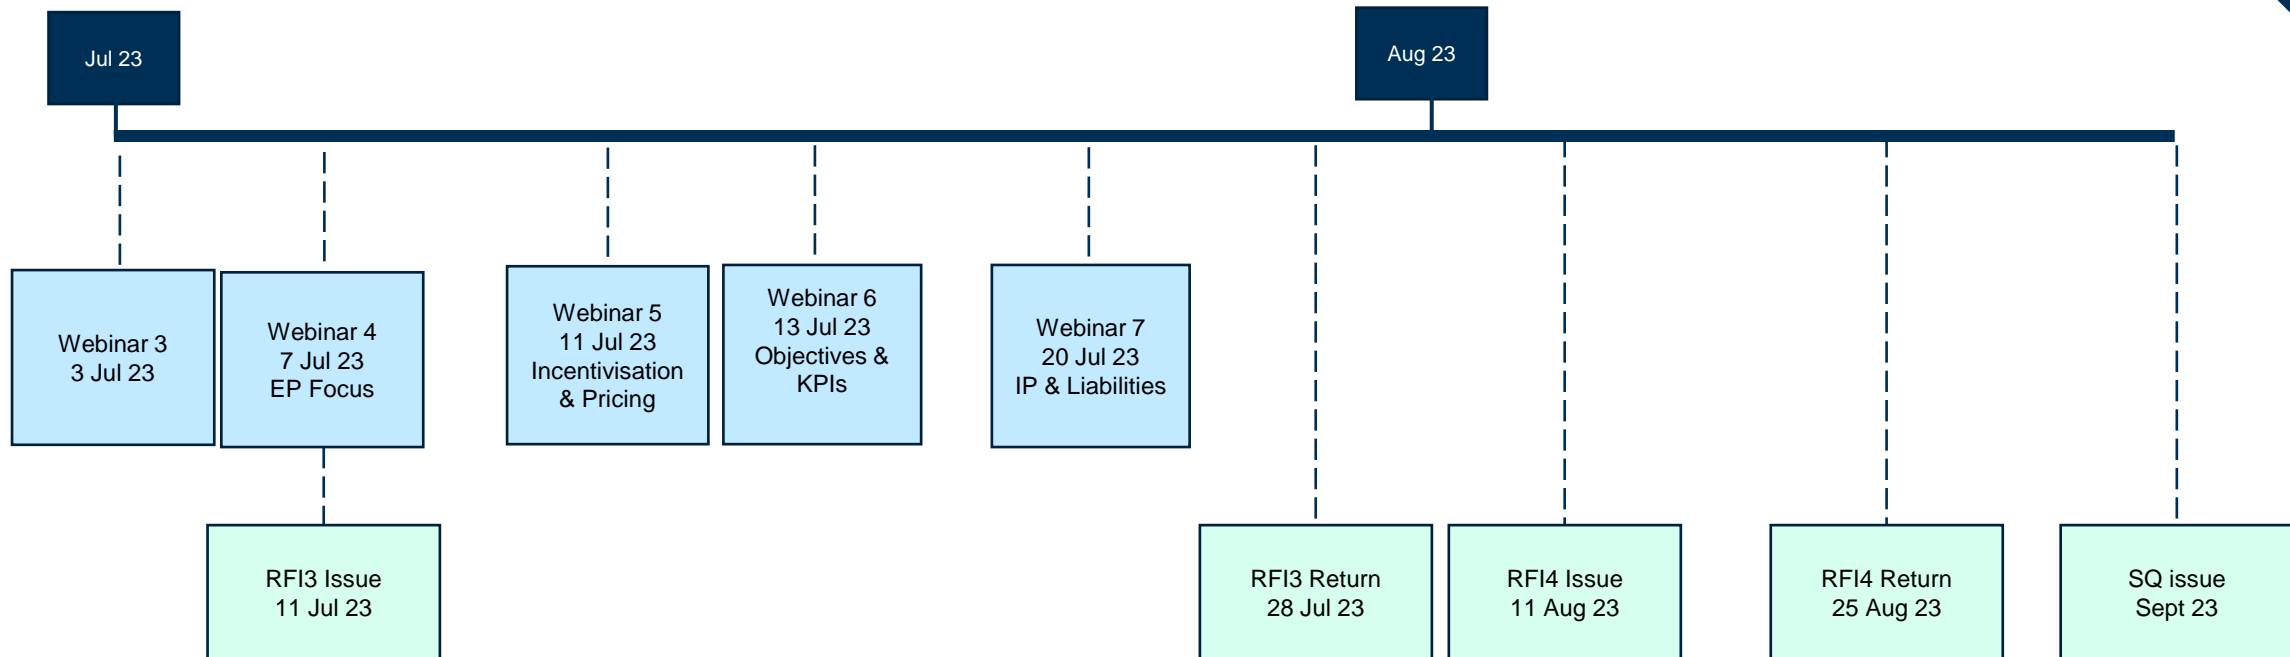 Jul 23
Aug 23
Webinar 3
3 Jul 23
Webinar 4
7 Jul 23
EP Focus
Webinar 5
11 Jul 23
Incentivisation
& Pricing
Webinar 6
13 Jul 23
Objectives &
KPIs
Webinar 7
20 Jul 23
IP & Liabilities
RFI3 Issue
11 Jul 23
RFI3 Return
28 Jul 23
RFI4 Issue
11 Aug 23
RFI4 Return
25 Aug 23
SQ issue
Sept 23